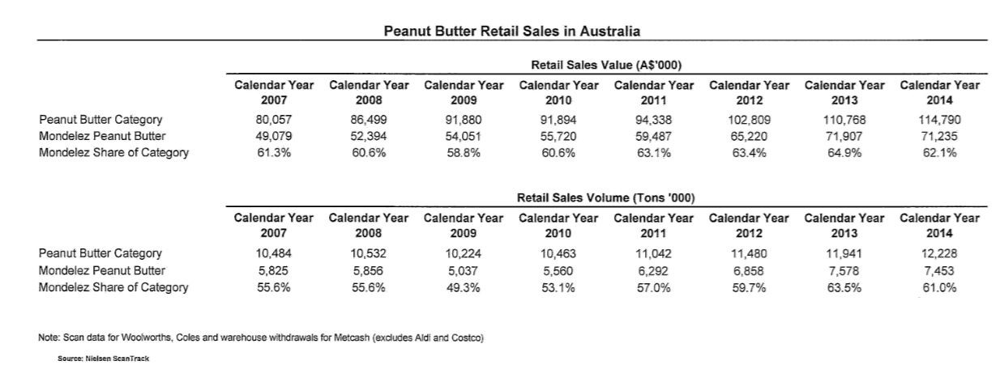 Peanut Butter Retail Sales in Australia
Retail Sales Value (A$'000)
Calendar Year Calendar Year Calendar Year Calendar Year Calendar Year Calendar Year Calendar Year Calendar Year
2007 2008 2009 2010 2011 2012 2013 2014
Peanut Butter Category 80,057 86,499 91,880 91,894 94,338 102,809 110,768 114,790
Mondelez Peanut Butter 49,079 52,394 54,051 55,720 59,487 65,220 71,907 71,235
Mondelez Share of Category 61.3% 60.6% 58.8% 60.6% 63.1% 63.4% 64.9% 62.1%
Retail Sales Volume (Tons '000)
Calendar Year Calendar Year Calendar Year Calendar Year Calendar Year Calendar Year Calendar Year Calendar Year
2007 2008 2009 2010 2011 2012 2013 2014
Peanut Butter Category 10,484 10,532 10,224 10,463 11,042 11,480 11,941 12,228
Mondelez Peanut Butter 5,825 5,856 5,037 5,560 6,292 6,858 7,578 7,453
Mondelez Share of Category 55.6% 55.6% 49.3% 53.1% 57.0% 59.7% 63.5% 61.0%
Note: Scan data for Woolworths, Coles and warehouse withdrawals for Metcash (excludes Aldi and Costco)
Source: Nielsen ScanTrack